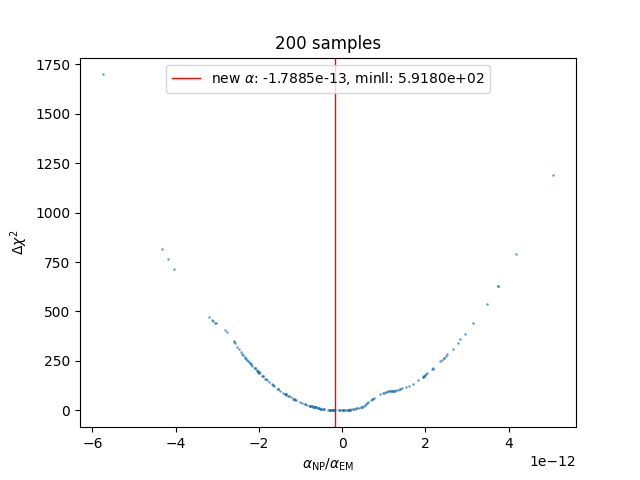 200 samples
new α: -1.7885e-13, minll: 5.9180e+02
1750
1500
1250
1000
750
500
250
0
Δχ²
−6 −4 −2 0 2 4
1e−12
α_NP/α_EM